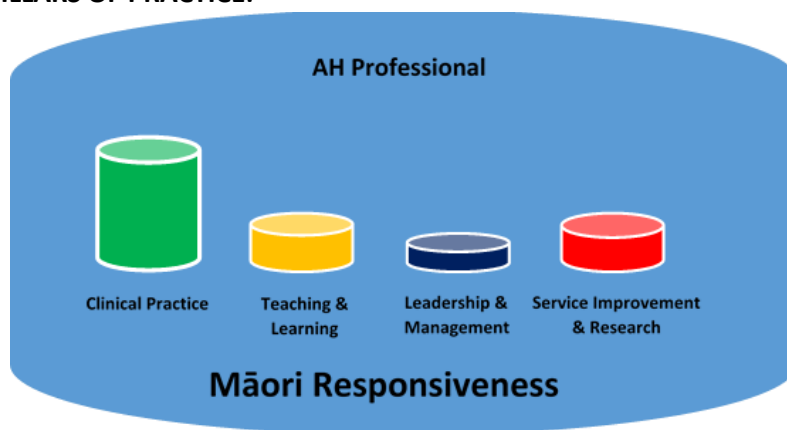 AH Professional
Clinical Practice
Teaching &
Learning
Leadership &
Management
Service Improvement
& Research
Māori Responsiveness